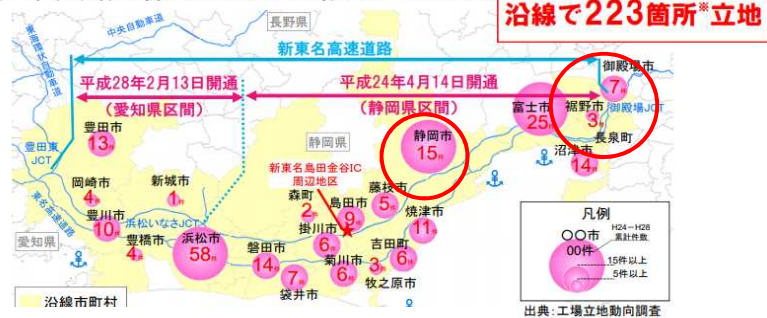 沿線で223箇所※立地
長野県
中央自動車道
東海環状自動車道
新東名高速道路
平成28年2月13日開通
(愛知県区間)
平成24年4月14日開通
(静岡県区間)
御殿場市
7件
裾野市
3件
御殿場JCT
長泉町
富士市
25件
沼津市
14件
静岡県
静岡市
15件
豊田市
13件
豊田東
JCT
新東名島田金谷IC
周辺地区
岡崎市
4件
新城市
1件
東名高速道路
豊川市
10件
浜松いなさJCT
豊橋市
4件
愛知県
浜松市
58件
森町
2件
島田市
9件
藤枝市
5件
焼津市
11件
掛川市
6件
磐田市
14件
袋井市
7件
菊川市
6件
吉田町
6件
牧之原市
3件
沿線市町村
凡例
〇〇市
00件
H24-H28
累計件数
15件以上
5件以上
出典:工場立地動向調査